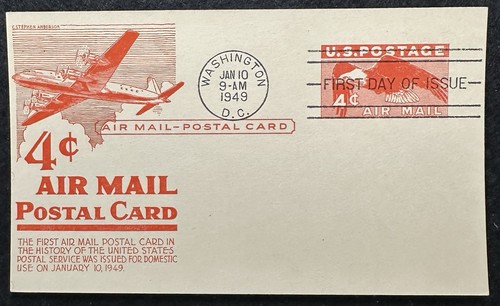 C. STEPHEN ANDERSON
WASHINGTON
JAN 10
9-AM
1949
D.C.
U.S. POSTAGE
FIRST DAY OF ISSUE
4¢
AIR MAIL
AIR MAIL-POSTAL CARD
4¢
AIR MAIL
POSTAL CARD
THE FIRST AIR MAIL POSTAL CARD IN
THE HISTORY OF THE UNITED STATES
POSTAL SERVICE WAS ISSUED FOR DOMESTIC
USE ON JANUARY 10, 1949.